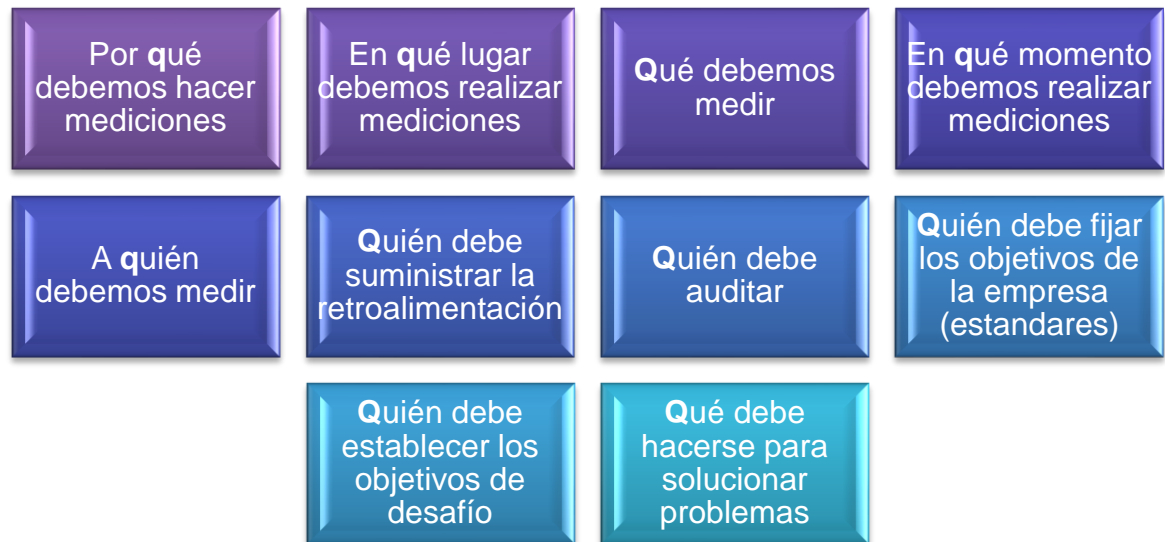 Por qué
debemos hacer
mediciones
En qué lugar
debemos realizar
mediciones
Qué debemos
medir
En qué momento
debemos realizar
mediciones
A quién
debemos medir
Quién debe
suministrar la
retroalimentación
Quién debe
auditar
Quién debe fijar
los objetivos de
la empresa
(estandares)
Quién debe
establecer los
objetivos de
desafío
Qué debe
hacerse para
solucionar
problemas